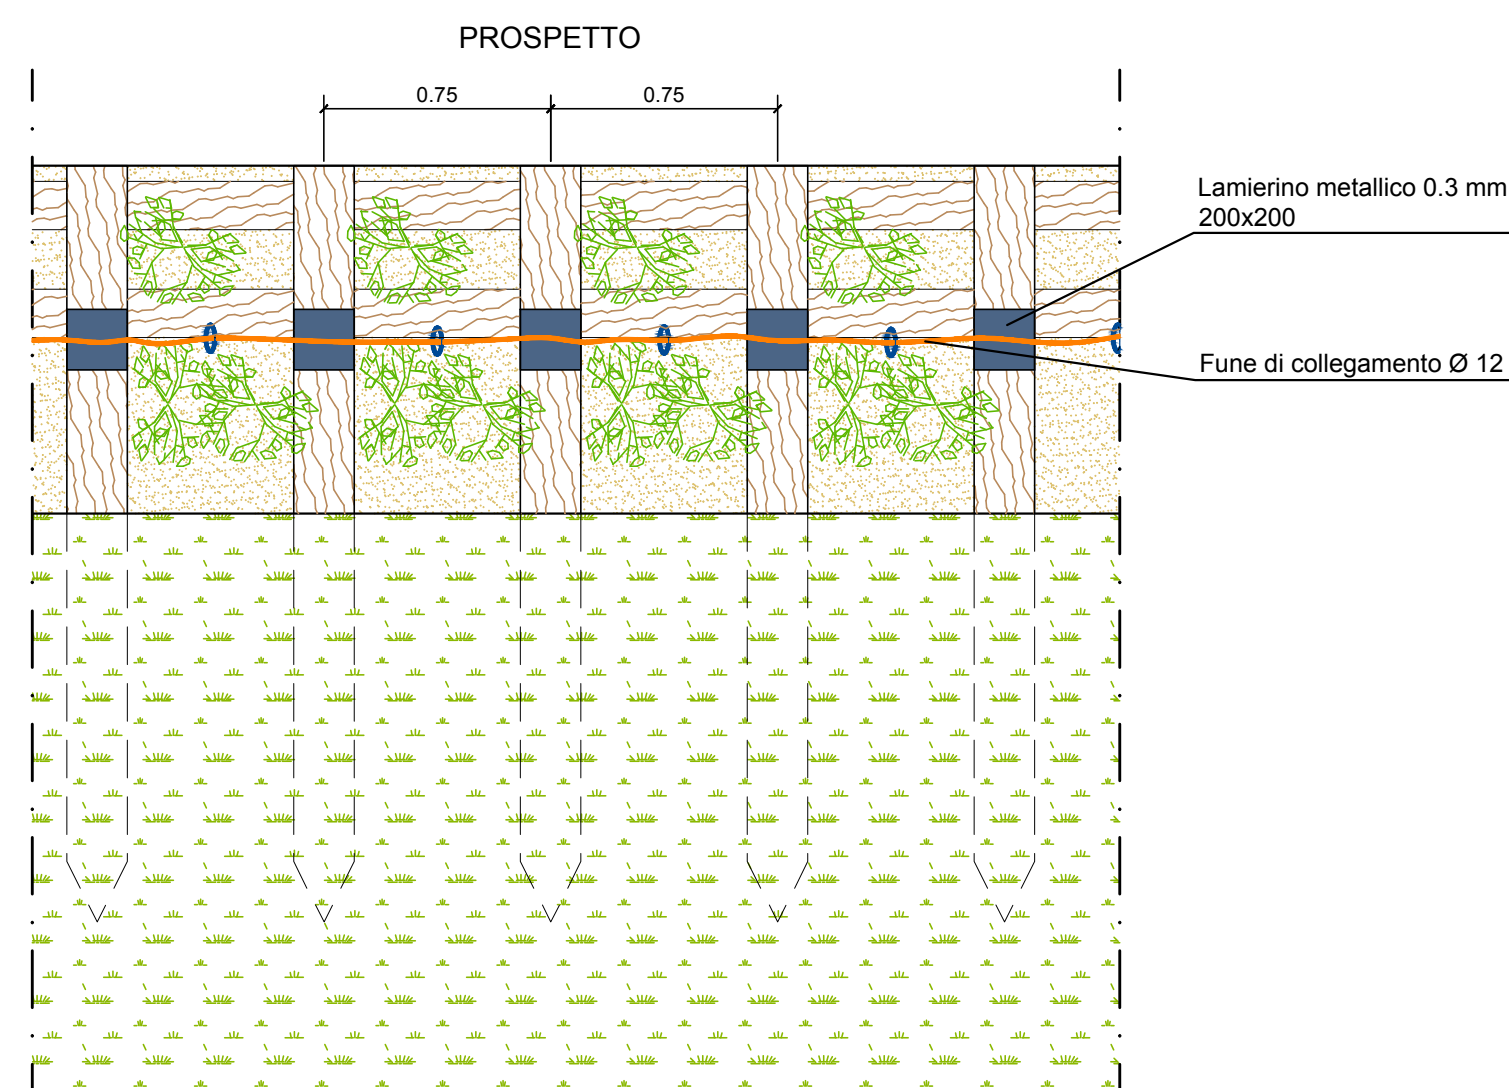 PROSPETTO
0.75
0.75
Lamierino metallico 0.3 mm
200x200
Fune di collegamento Ø 12